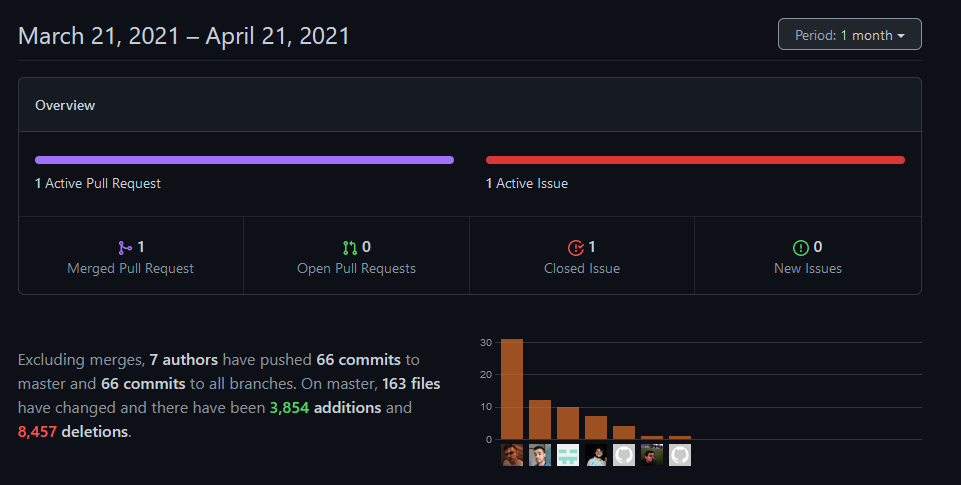 March 21, 2021 – April 21, 2021
Period: 1 month
Overview
1 Active Pull Request
1 Active Issue
1
Merged Pull Request
0
Open Pull Requests
1
Closed Issue
0
New Issues
Excluding merges, 7 authors have pushed 66 commits to
master and 66 commits to all branches. On master, 163 files
have changed and there have been 3,854 additions and
8,457 deletions.
30
20
10
0